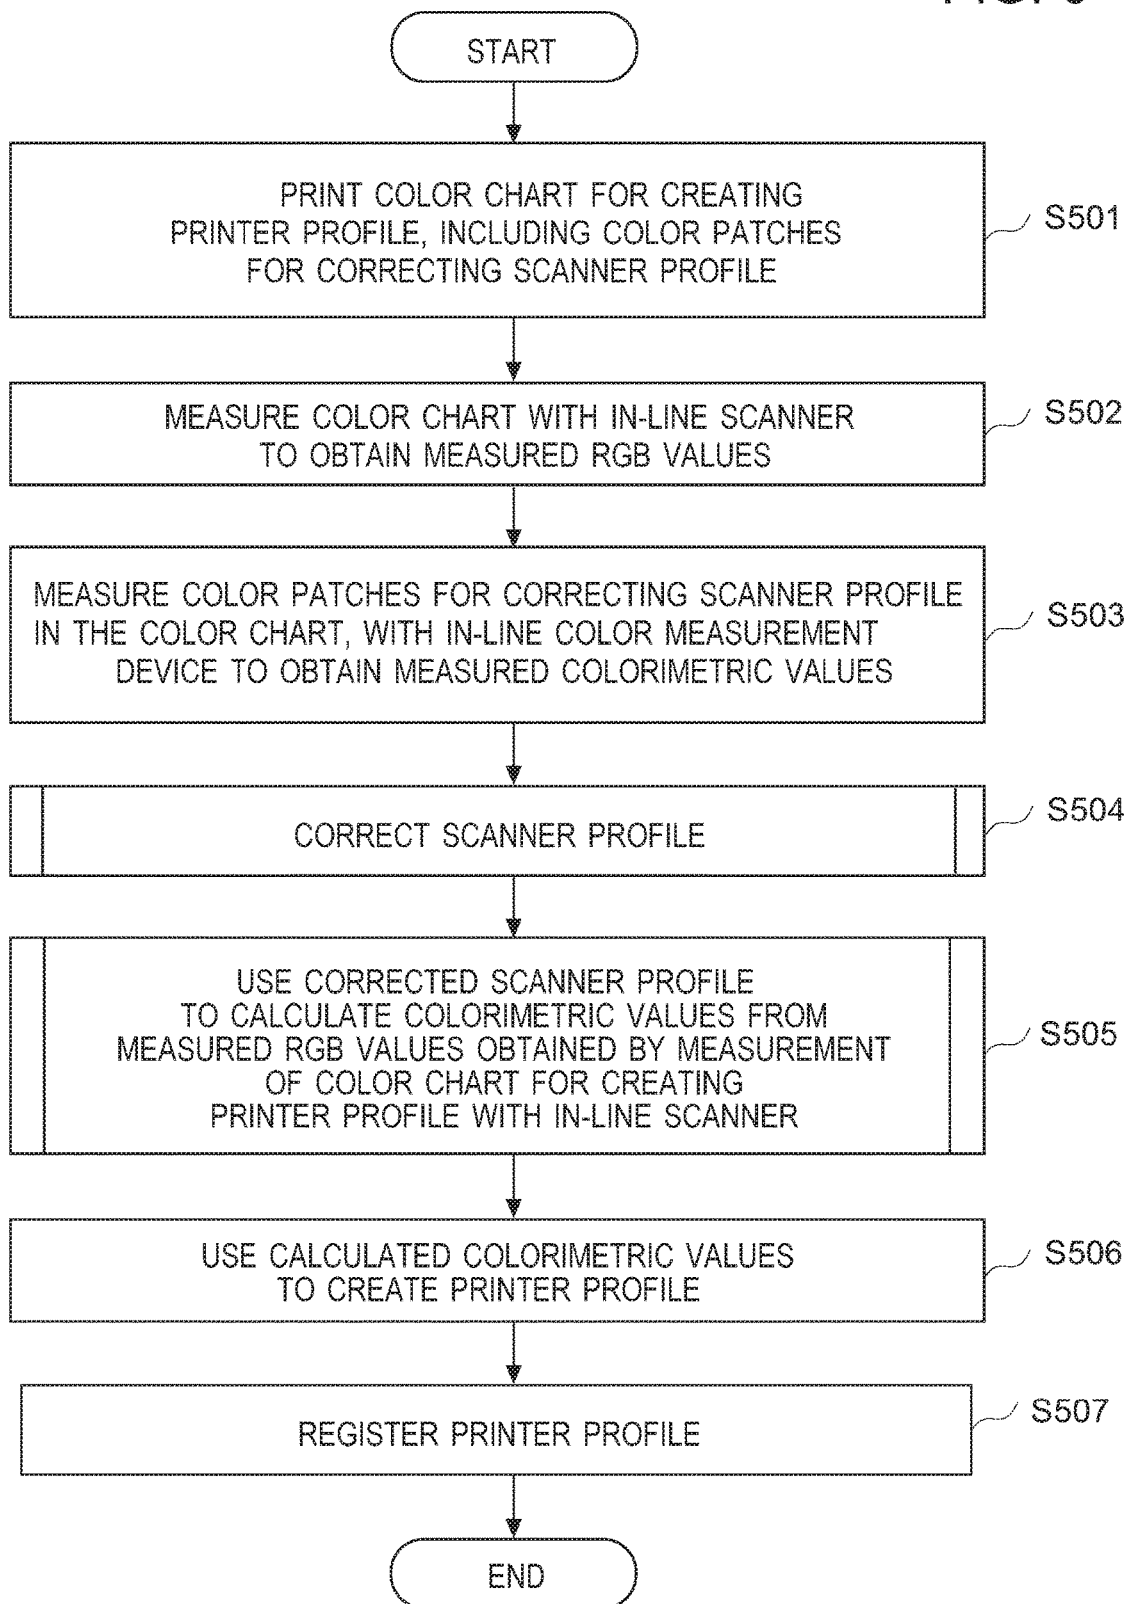 START
PRINT COLOR CHART FOR CREATING
PRINTER PROFILE, INCLUDING COLOR PATCHES
FOR CORRECTING SCANNER PROFILE
S501
MEASURE COLOR CHART WITH IN-LINE SCANNER
TO OBTAIN MEASURED RGB VALUES
S502
MEASURE COLOR PATCHES FOR CORRECTING SCANNER PROFILE
IN THE COLOR CHART, WITH IN-LINE COLOR MEASUREMENT
DEVICE TO OBTAIN MEASURED COLORIMETRIC VALUES
S503
CORRECT SCANNER PROFILE
S504
USE CORRECTED SCANNER PROFILE
TO CALCULATE COLORIMETRIC VALUES FROM
MEASURED RGB VALUES OBTAINED BY MEASUREMENT
OF COLOR CHART FOR CREATING
PRINTER PROFILE WITH IN-LINE SCANNER
S505
USE CALCULATED COLORIMETRIC VALUES
TO CREATE PRINTER PROFILE
S506
REGISTER PRINTER PROFILE
S507
END